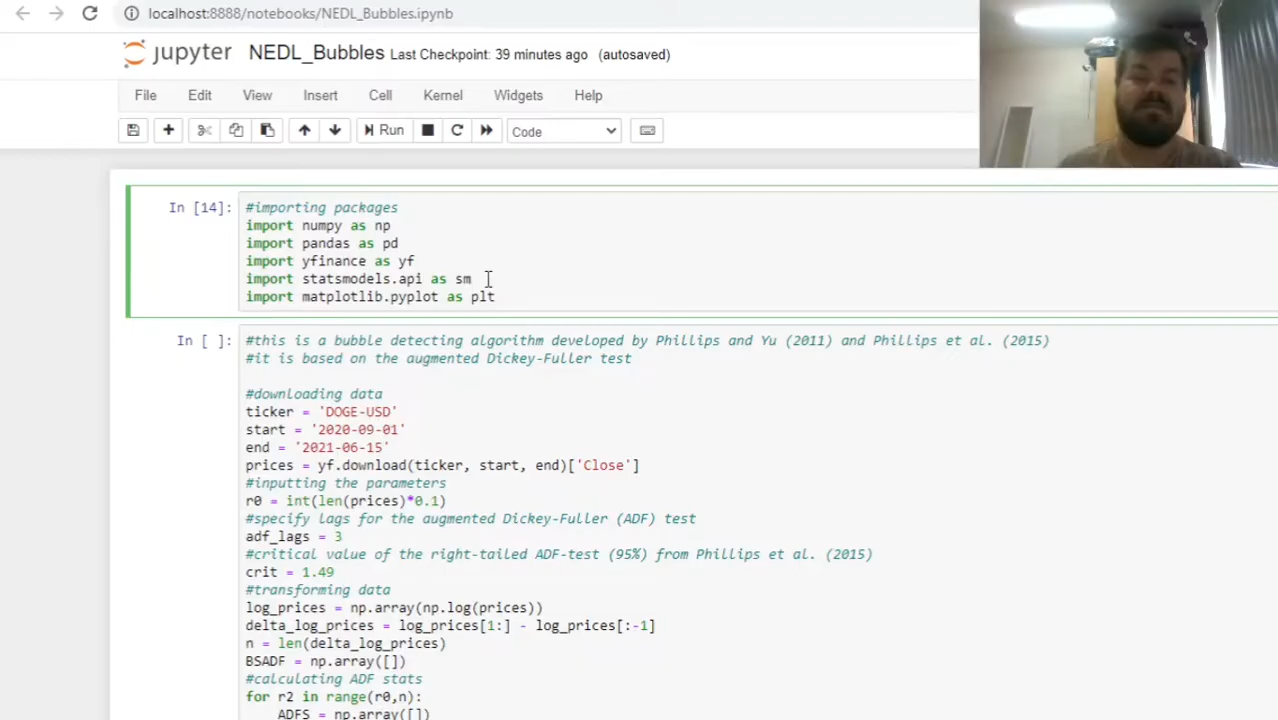 localhost:8888/notebooks/NEDL_Bubbles.ipynb
jupyter NEDL_Bubbles Last Checkpoint: 39 minutes ago (autosaved)
File Edit View Insert Cell Kernel Widgets Help
Run Code
In [14]: #importing packages
import numpy as np
import pandas as pd
import yfinance as yf
import statsmodels.api as sm
import matplotlib.pyplot as plt
In [ ]: #this is a bubble detecting algorithm developed by Phillips and Yu (2011) and Phillips et al. (2015)
#it is based on the augmented Dickey-Fuller test
#downloading data
ticker = 'DOGE-USD'
start = '2020-09-01'
end = '2021-06-15'
prices = yf.download(ticker, start, end)['Close']
#inputting the parameters
r0 = int(len(prices)*0.1)
#specify lags for the augmented Dickey-Fuller (ADF) test
adf_lags = 3
#critical value of the right-tailed ADF-test (95%) from Phillips et al. (2015)
crit = 1.49
#transforming data
log_prices = np.array(np.log(prices))
delta_log_prices = log_prices[1:] - log_prices[:-1]
n = len(delta_log_prices)
BSADF = np.array([])
#calculating ADF stats
for r2 in range(r0,n):
ADFS = np.array([])